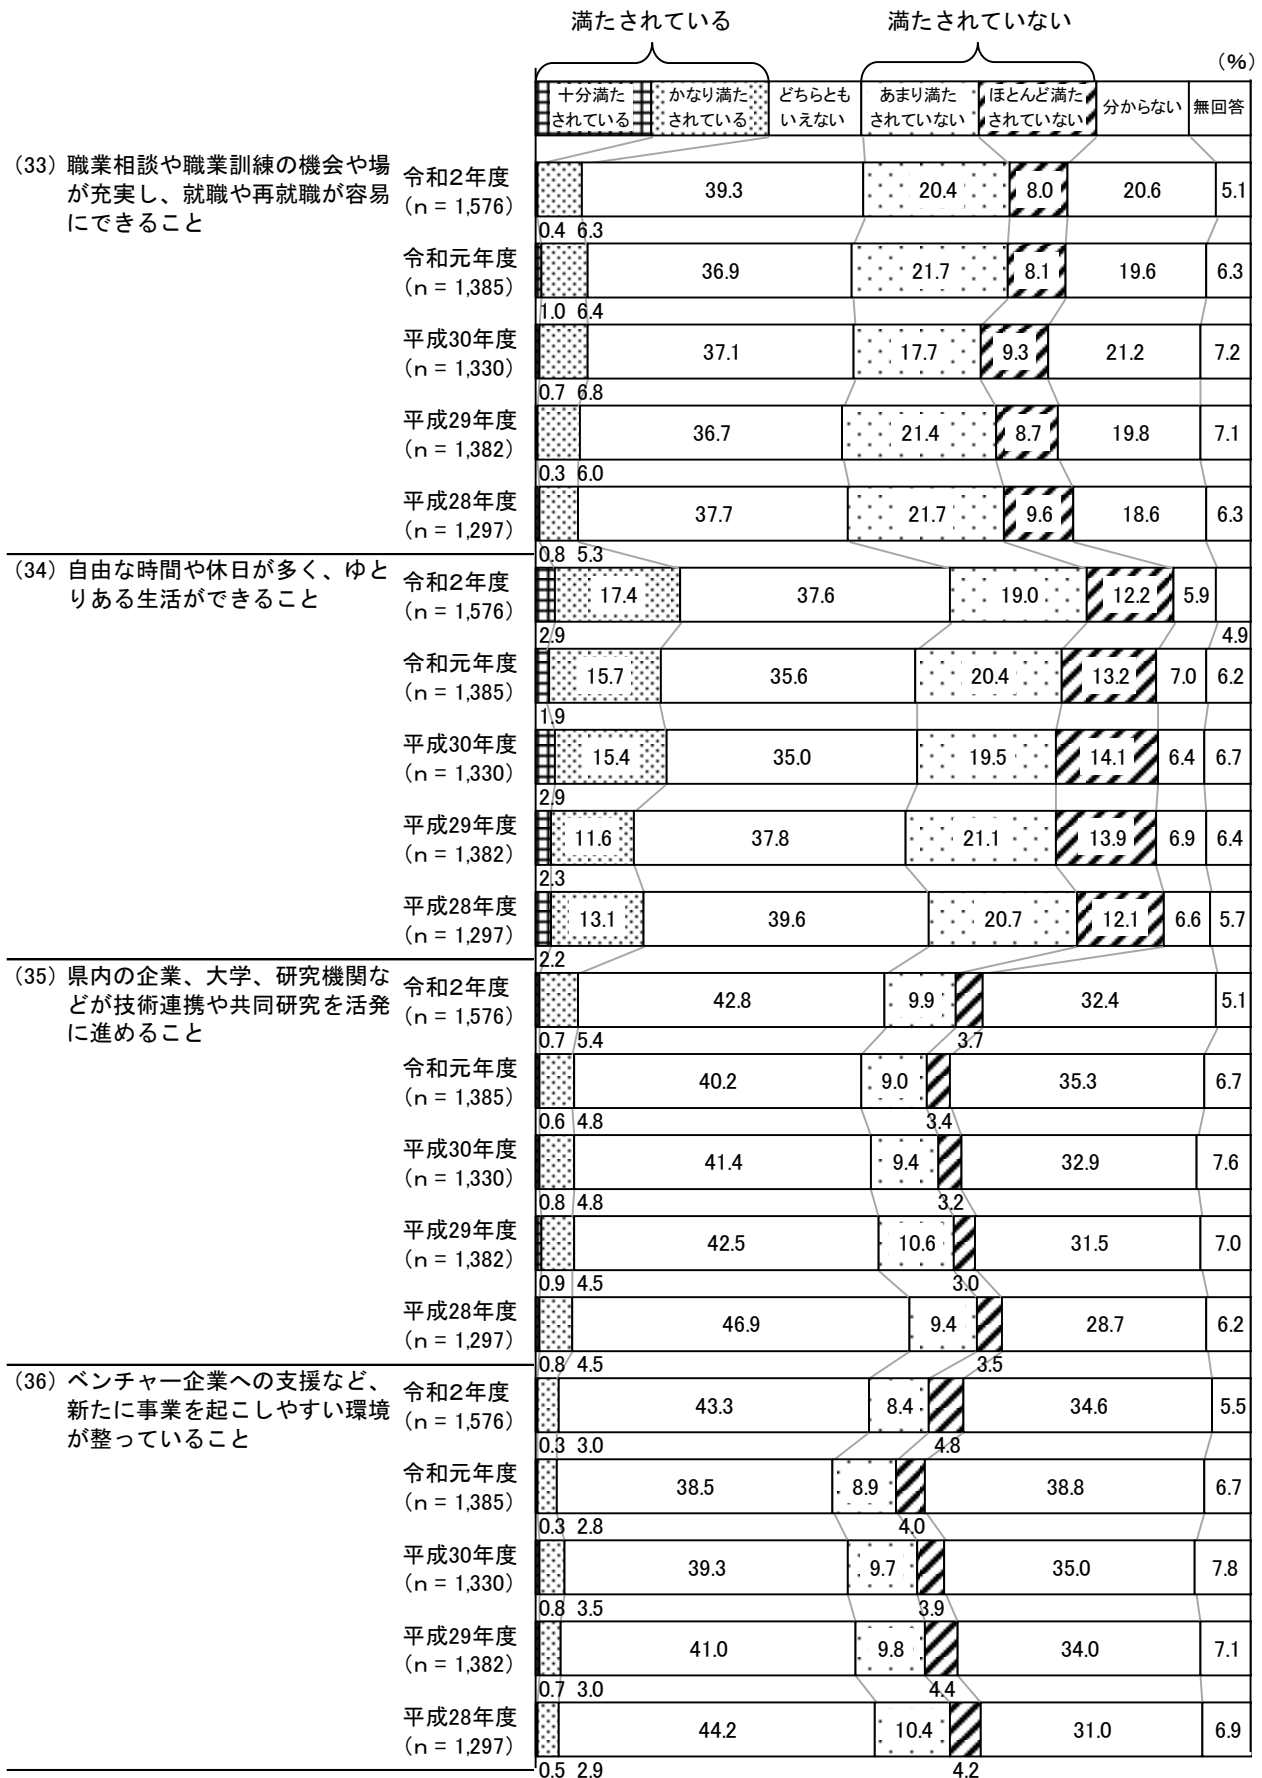 満たされている 満たされていない
(%)
十分満た されている かなり満た されている どちらとも いえない あまり満た されていない ほとんど満た されていない 分からない 無回答
(33) 職業相談や職業訓練の機会や場
が充実し、就職や再就職が容易
にできること
令和2年度
(n = 1,576)
39.3 20.4 8.0 20.6 5.1
0.4 6.3
令和元年度
(n = 1,385)
36.9 21.7 8.1 19.6 6.3
1.0 6.4
平成30年度
(n = 1,330)
37.1 17.7 9.3 21.2 7.2
0.7 6.8
平成29年度
(n = 1,382)
36.7 21.4 8.7 19.8 7.1
0.3 6.0
平成28年度
(n = 1,297)
37.7 21.7 9.6 18.6 6.3
0.8 5.3
(34) 自由な時間や休日が多く、ゆと
りある生活ができること
令和2年度
(n = 1,576)
17.4 37.6 19.0 12.2 5.9
2.9 4.9
令和元年度
(n = 1,385)
15.7 35.6 20.4 13.2 7.0 6.2
1.9
平成30年度
(n = 1,330)
15.4 35.0 19.5 14.1 6.4 6.7
2.9
平成29年度
(n = 1,382)
11.6 37.8 21.1 13.9 6.9 6.4
2.3
平成28年度
(n = 1,297)
13.1 39.6 20.7 12.1 6.6 5.7
2.2
(35) 県内の企業、大学、研究機関な
どが技術連携や共同研究を活発
に進めること
令和2年度
(n = 1,576)
42.8 9.9 32.4 5.1
0.7 5.4 3.7
令和元年度
(n = 1,385)
40.2 9.0 35.3 6.7
0.6 4.8 3.4
平成30年度
(n = 1,330)
41.4 9.4 32.9 7.6
0.8 4.8 3.2
平成29年度
(n = 1,382)
42.5 10.6 31.5 7.0
0.9 4.5 3.0
平成28年度
(n = 1,297)
46.9 9.4 28.7 6.2
0.8 4.5 3.5
(36) ベンチャー企業への支援など、
新たに事業を起こしやすい環境
が整っていること
令和2年度
(n = 1,576)
43.3 8.4 34.6 5.5
0.3 3.0 4.8
令和元年度
(n = 1,385)
38.5 8.9 38.8 6.7
0.3 2.8 4.0
平成30年度
(n = 1,330)
39.3 9.7 35.0 7.8
0.8 3.5 3.9
平成29年度
(n = 1,382)
41.0 9.8 34.0 7.1
0.7 3.0 4.4
平成28年度
(n = 1,297)
44.2 10.4 31.0 6.9
0.5 2.9 4.2